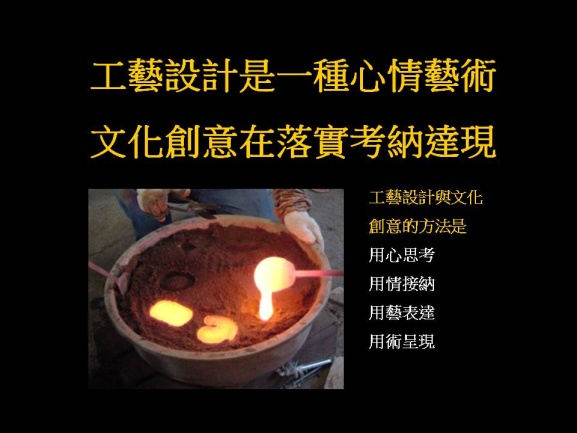 工藝設計是一種心情藝術
文化創意在落實考納達現
工藝設計與文化
創意的方法是
用心思考
用情接納
用藝表達
用術呈現